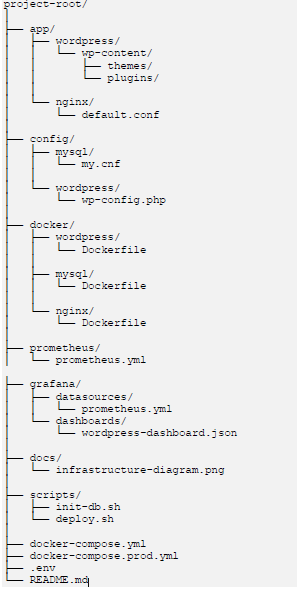 project-root/
│
├── app/
│   ├── wordpress/
│   │   └── wp-content/
│   │       ├── themes/
│   │       └── plugins/
│   │
│   └── nginx/
│       └── default.conf
│
├── config/
│   ├── mysql/
│   │   └── my.cnf
│   │
│   └── wordpress/
│       └── wp-config.php
│
├── docker/
│   ├── wordpress/
│   │   └── Dockerfile
│   │
│   ├── mysql/
│   │   └── Dockerfile
│   │
│   └── nginx/
│       └── Dockerfile
│
├── prometheus/
│   └── prometheus.yml
│
├── grafana/
│   ├── datasources/
│   │   └── prometheus.yml
│   └── dashboards/
│       └── wordpress-dashboard.json
│
├── docs/
│   └── infrastructure-diagram.png
│
├── scripts/
│   ├── init-db.sh
│   └── deploy.sh
│
├── docker-compose.yml
├── docker-compose.prod.yml
├── .env
└── README.md